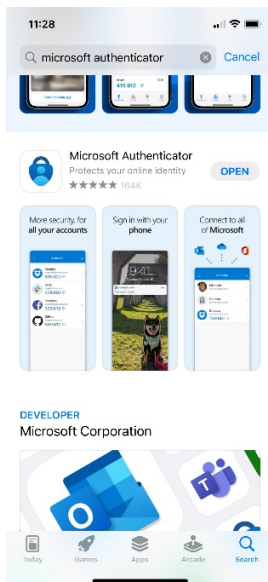 11:28
microsoft authenticator
Cancel
Microsoft Authenticator
Protects your online identity
164K
OPEN
More security, for
all your accounts
Sign in with your
phone
Connect to all
of Microsoft
9:41
DEVELOPER
Microsoft Corporation
Today
Games
Apps
Arcade
Search